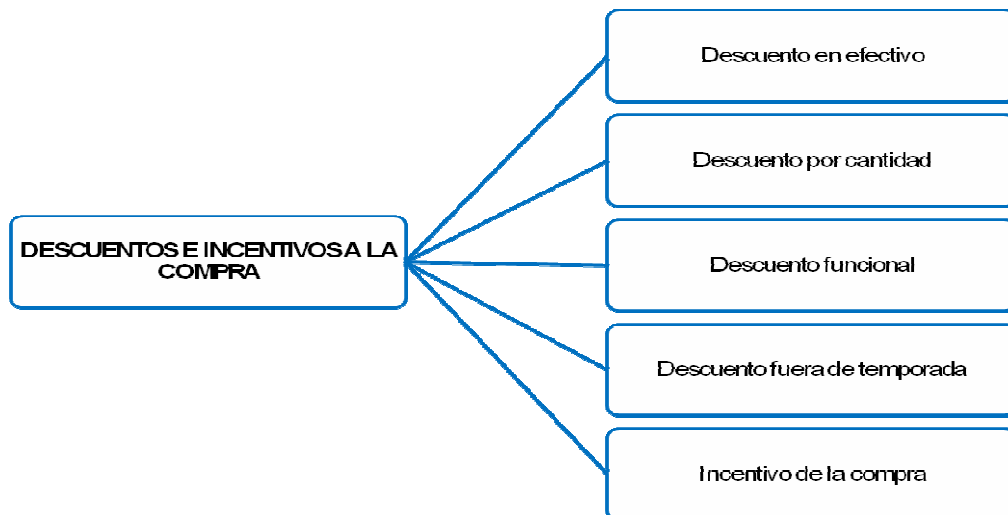 Descuento en efectivo
Descuento por cantidad
DESCUENTOS E INCENTIVOS A LA
COMPRA
Descuento funcional
Descuento fuera de temporada
Incentivo de la compra